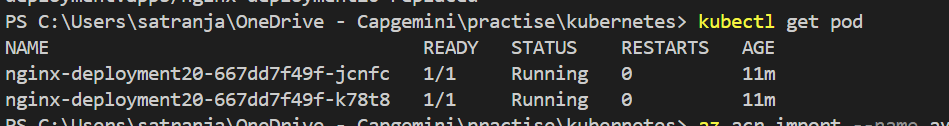 deployment.apps/nginx-deployment20 replaced
PS C:\Users\satranja\OneDrive - Capgemini\practise\kubernetes> kubectl get pod
NAME READY STATUS RESTARTS AGE
nginx-deployment20-667dd7f49f-jcnfc 1/1 Running 0 11m
nginx-deployment20-667dd7f49f-k78t8 1/1 Running 0 11m
PS C:\Users\satranja\OneDrive - Capgemini\practise\kubernetes> az acr import --name